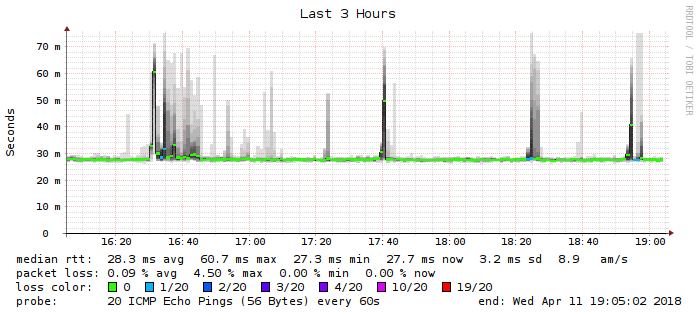 Last 3 Hours
RRDTOOL / TOBI OETIKER
Seconds
70 m
60 m
50 m
40 m
30 m
20 m
10 m
0
16:20 16:40 17:00 17:20 17:40 18:00 18:20 18:40 19:00
median rtt: 28.3 ms avg 60.7 ms max 27.3 ms min 27.7 ms now 3.2 ms sd 8.9 am/s
packet loss: 0.09 % avg 4.50 % max 0.00 % min 0.00 % now
loss color: 0 1/20 2/20 3/20 4/20 10/20 19/20
probe: 20 ICMP Echo Pings (56 Bytes) every 60s end: Wed Apr 11 19:05:02 2018